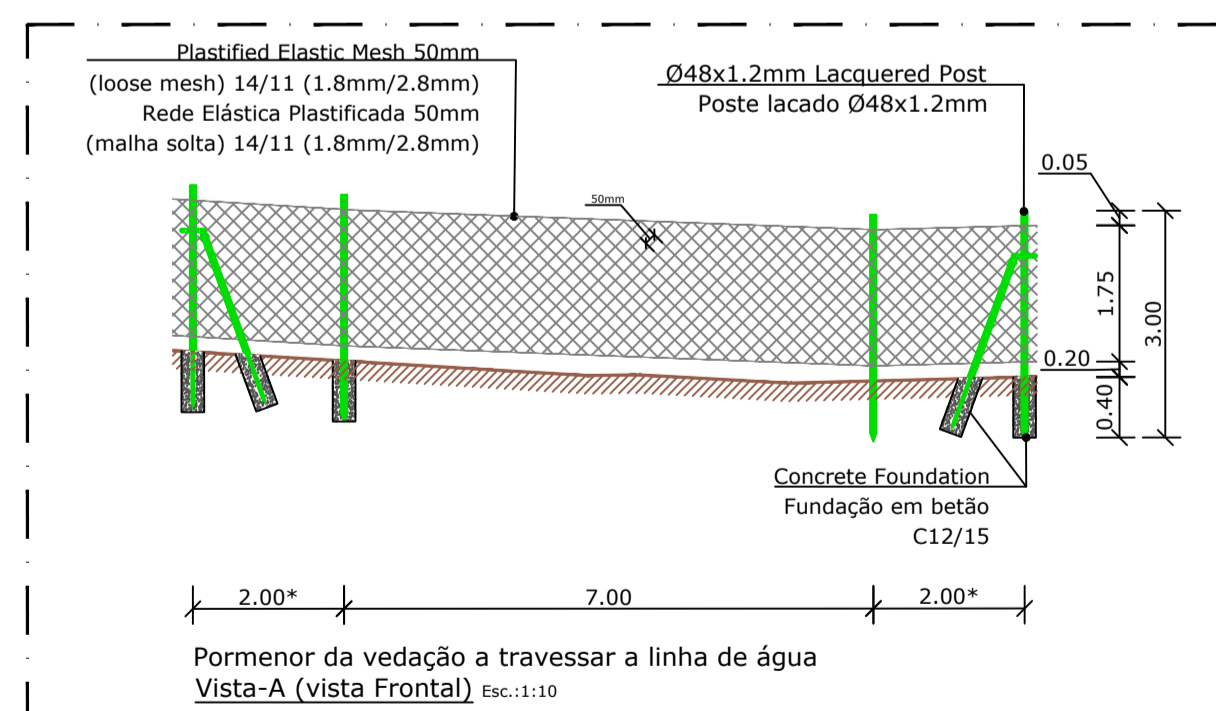 Plastified Elastic Mesh 50mm
(loose mesh) 14/11 (1.8mm/2.8mm)
Rede Elástica Plastificada 50mm
(malha solta) 14/11 (1.8mm/2.8mm)
Ø48x1.2mm Lacquered Post
Poste lacado Ø48x1.2mm
0.05
50mm
1.75
3.00
0.20
0.40
Concrete Foundation
Fundação em betão
C12/15
2.00*
7.00
2.00*
Pormenor da vedação a travessar a linha de água
Vista-A (vista Frontal) Esc.:1:10